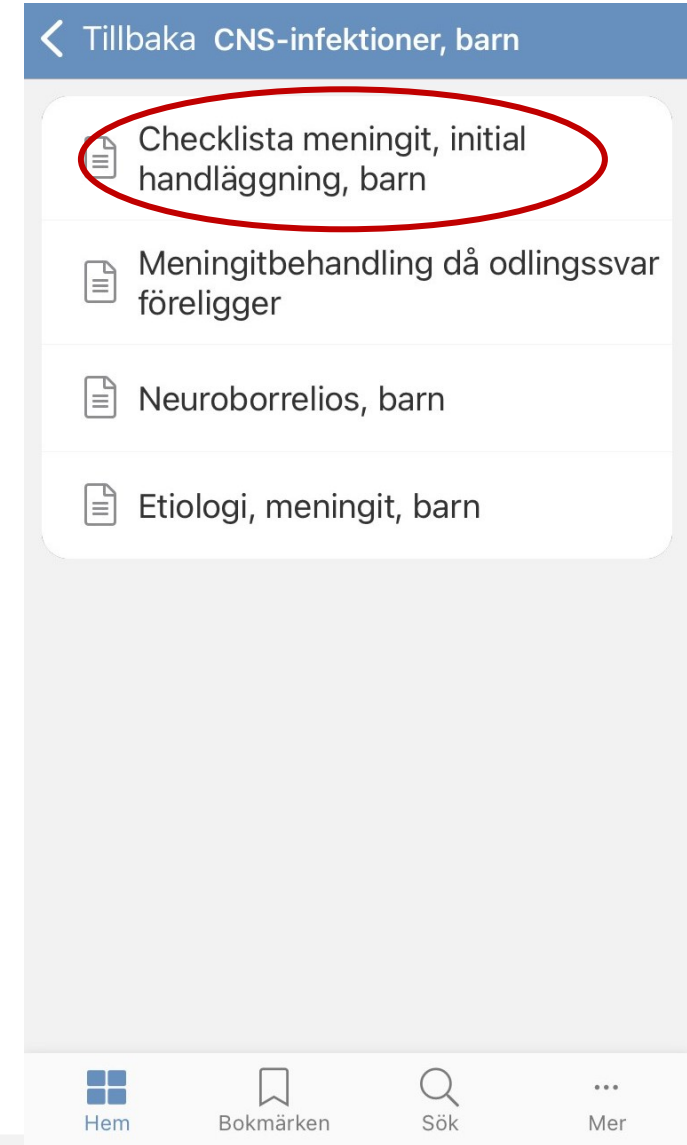 Tillbaka CNS-infektioner, barn
Checklista meningit, initial
handläggning, barn
Meningitbehandling då odlingssvar
föreligger
Neuroborrelios, barn
Etiologi, meningit, barn
Hem Bokmärken Sök Mer